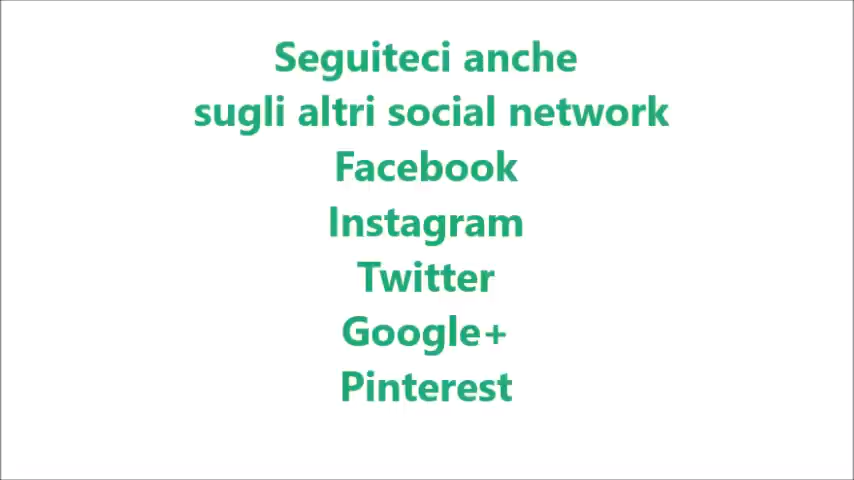 Seguiteci anche
sugli altri social network
Facebook
Instagram
Twitter
Google+
Pinterest